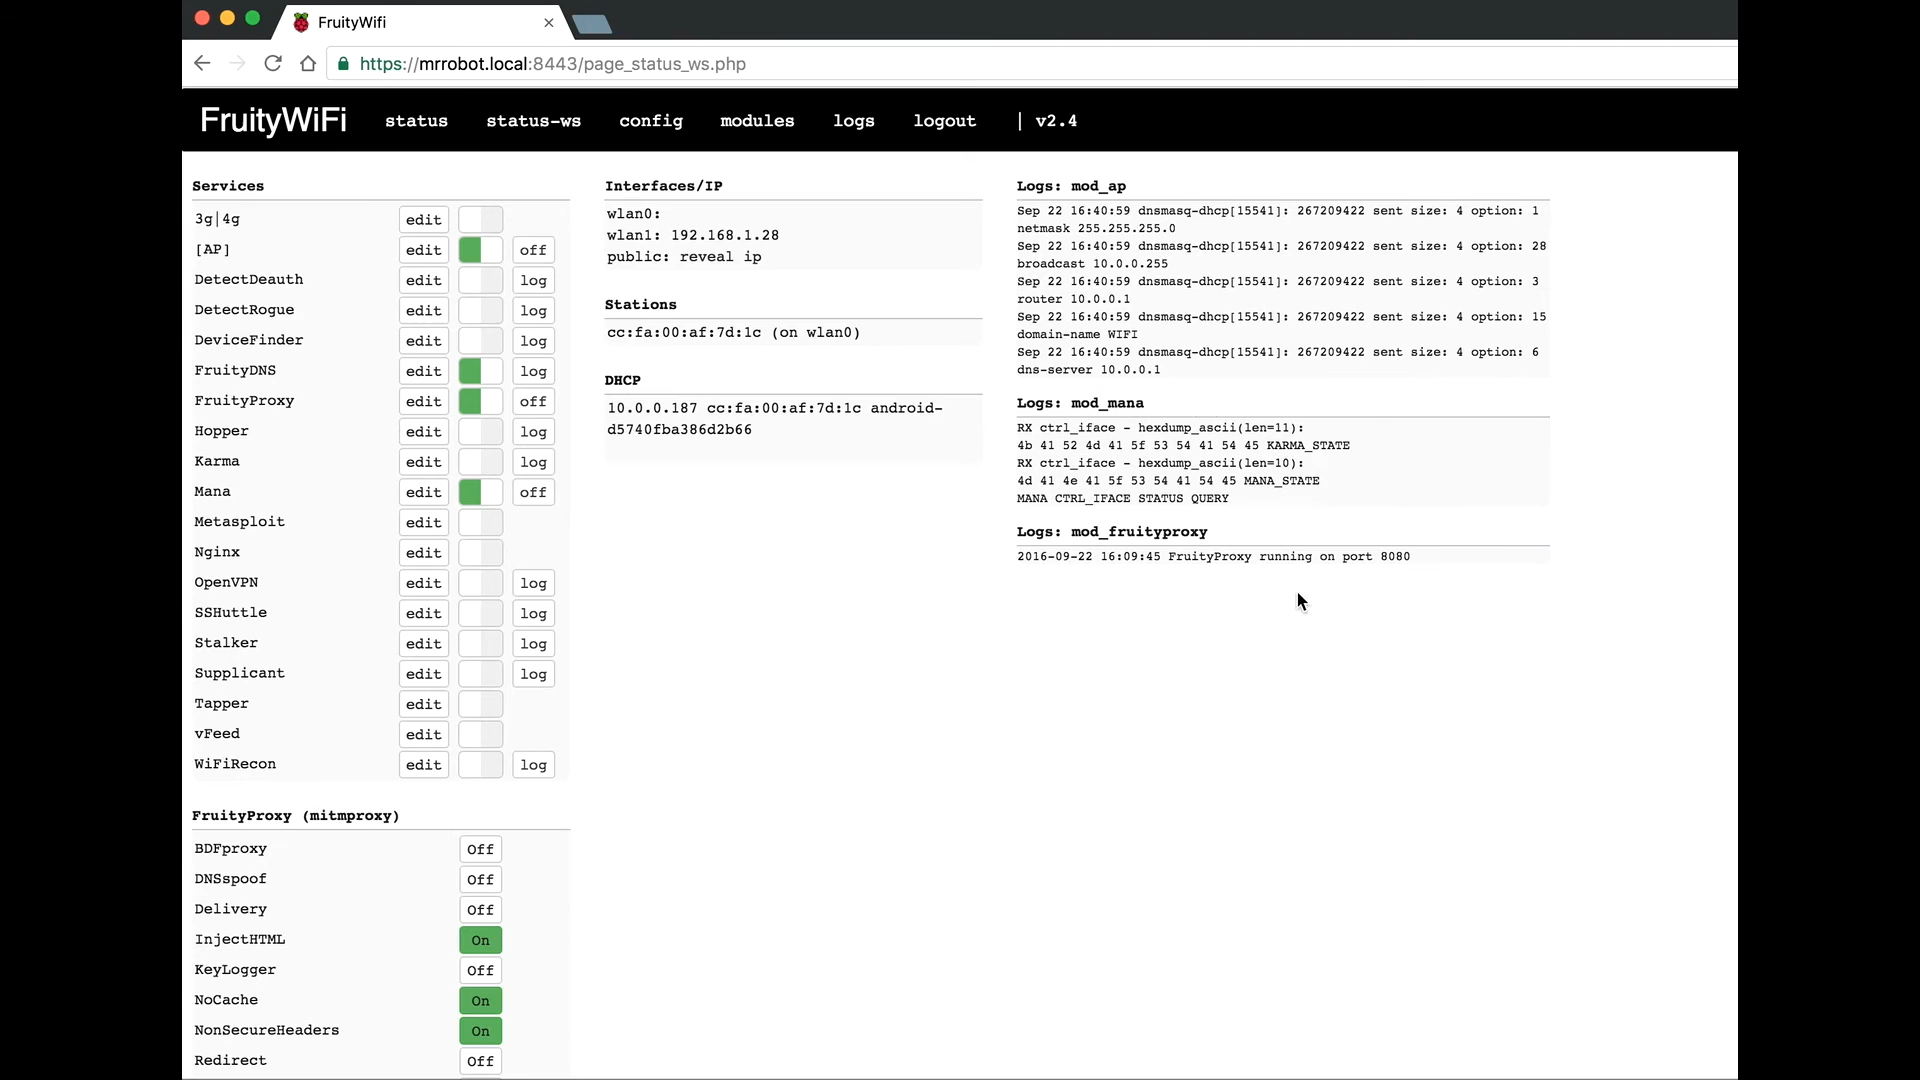 FruityWifi
https://mrrobot.local:8443/page_status_ws.php
FruityWiFi status status-ws config modules logs logout | v2.4
Services
3g|4g edit
[AP] edit off
DetectDeauth edit log
DetectRogue edit log
DeviceFinder edit log
FruityDNS edit log
FruityProxy edit off
Hopper edit log
Karma edit log
Mana edit off
Metasploit edit
Nginx edit
OpenVPN edit log
SSHuttle edit log
Stalker edit log
Supplicant edit log
Tapper edit
vFeed edit
WiFiRecon edit log
FruityProxy (mitmproxy)
BDFproxy Off
DNSspoof Off
Delivery Off
InjectHTML On
KeyLogger Off
NoCache On
NonSecureHeaders On
Redirect Off
Interfaces/IP
wlan0:
wlan1: 192.168.1.28
public: reveal ip
Stations
cc:fa:00:af:7d:1c (on wlan0)
DHCP
10.0.0.187 cc:fa:00:af:7d:1c android-
d5740fba386d2b66
Logs: mod_ap
Sep 22 16:40:59 dnsmasq-dhcp[15541]: 267209422 sent size: 4 option: 1
netmask 255.255.255.0
Sep 22 16:40:59 dnsmasq-dhcp[15541]: 267209422 sent size: 4 option: 28
broadcast 10.0.0.255
Sep 22 16:40:59 dnsmasq-dhcp[15541]: 267209422 sent size: 4 option: 3
router 10.0.0.1
Sep 22 16:40:59 dnsmasq-dhcp[15541]: 267209422 sent size: 4 option: 15
domain-name WIFI
Sep 22 16:40:59 dnsmasq-dhcp[15541]: 267209422 sent size: 4 option: 6
dns-server 10.0.0.1
Logs: mod_mana
RX ctrl_iface - hexdump_ascii(len=11):
4b 41 52 4d 41 5f 53 54 41 54 45 KARMA_STATE
RX ctrl_iface - hexdump_ascii(len=10):
4d 41 4e 41 5f 53 54 41 54 45 MANA_STATE
MANA CTRL_IFACE STATUS QUERY
Logs: mod_fruityproxy
2016-09-22 16:09:45 FruityProxy running on port 8080